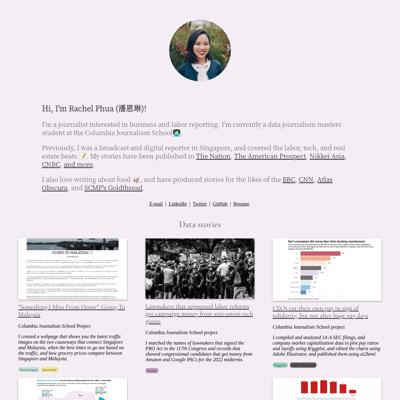 Hi, I'm Rachel Phua (潘恩琳)!
I'm a journalist interested in business and labor reporting. I'm currently a data journalism masters
student at the Columbia Journalism School
Previously, I was a broadcast and digital reporter in Singapore, and covered the labor, tech, and real
estate beats. My stories have been published in The Nation, The American Prospect, Nikkei Asia,
CNBC, and more.
I also love writing about food, and have produced stories for the likes of the BBC, CNN, Atlas
Obscura, and SCMP's Goldthread.
E-mail | LinkedIn | Twitter | GitHub | Resume
Data stories
GOING TO MALAYSIA
"Something I Miss From Home": Going To
Malaysia
Columbia Journalism School Project
I created a webpage that shows you the latest traffic
images on the two causeways that connect Singapore
and Malaysia, when the best times to go are based on
the traffic, and how grocery prices compare between
Singapore and Malaysia.
Lawmakers that supported labor reforms
got campaign money from anti-union tech
giants
Columbia Journalism School project
I matched the names of lawmakers that signed the
PRO Act in the 117th Congress and records that
showed congressional candidates that got money from
Amazon and Google PACs for the 2022 midterms.
CEOs cut their own pay in sign of
solidarity, but not after huge pay days
Columbia Journalism School project
I compiled and analyzed 14-A SEC filings, and
company market capitalisation data to plot pay ratios
and layoffs using R/ggplot, and edited the charts using
Adobe Illustrator, and published them using ai2html.